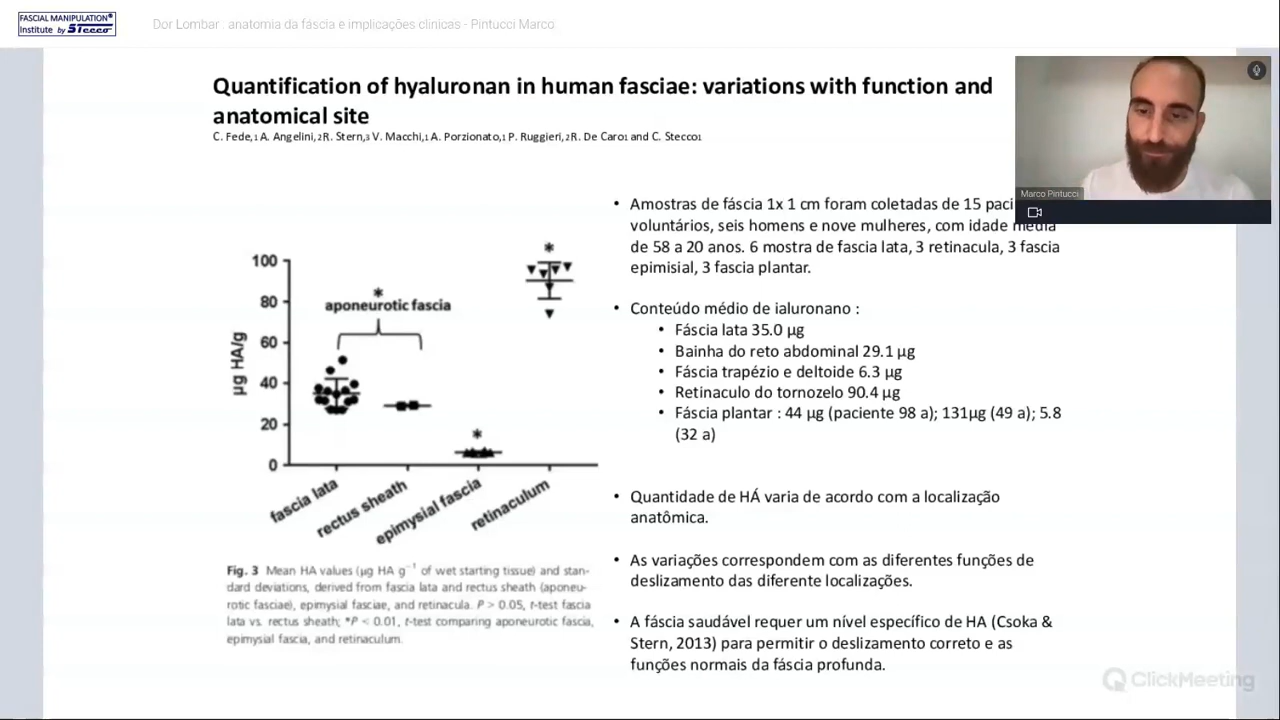 FASCIAL MANIPULATION®
Institute by Stecco®
Dor Lombar : anatomia da fáscia e implicações clinicas - Pintucci Marco
Quantification of hyaluronan in human fasciae: variations with function and
anatomical site
C. Fede,1 A. Angelini,2R. Stern,3 V. Macchi,1 A. Porzionato,1 P. Ruggieri,2R. De Caro1 and C. Stecco1
Marco Pintucci
• Amostras de fáscia 1x 1 cm foram coletadas de 15 paci
voluntários, seis homens e nove mulheres, com idade média
de 58 a 20 anos. 6 mostra de fascia lata, 3 retinacula, 3 fascia
epimisial, 3 fascia plantar.
• Conteúdo médio de ialuronano :
• Fáscia lata 35.0 µg
• Bainha do reto abdominal 29.1 µg
• Fáscia trapézio e deltoide 6.3 µg
• Retinaculo do tornozelo 90.4 µg
• Fáscia plantar : 44 µg (paciente 98 a); 131µg (49 a); 5.8
(32 a)
• Quantidade de HÁ varia de acordo com a localização
anatômica.
• As variações correspondem com as diferentes funções de
deslizamento das diferente localizações.
• A fáscia saudável requer um nível específico de HA (Csoka &
Stern, 2013) para permitir o deslizamento correto e as
funções normais da fáscia profunda.
µg HA/g
100
80
60
40
20
0
*
aponeurotic fascia
*
*
fascia lata
rectus sheath
epimysial fascia
retinaculum
Fig. 3 Mean HA values (µg HA g⁻¹ of wet starting tissue) and stan-
dard deviations, derived from fascia lata and rectus sheath (aponeu-
rotic fasciae), epimysial fasciae, and retinacula. P > 0.05, t-test fascia
lata vs. rectus sheath; *P < 0.01, t-test comparing aponeurotic fascia,
epimysial fascia, and retinaculum.
ClickMeeting